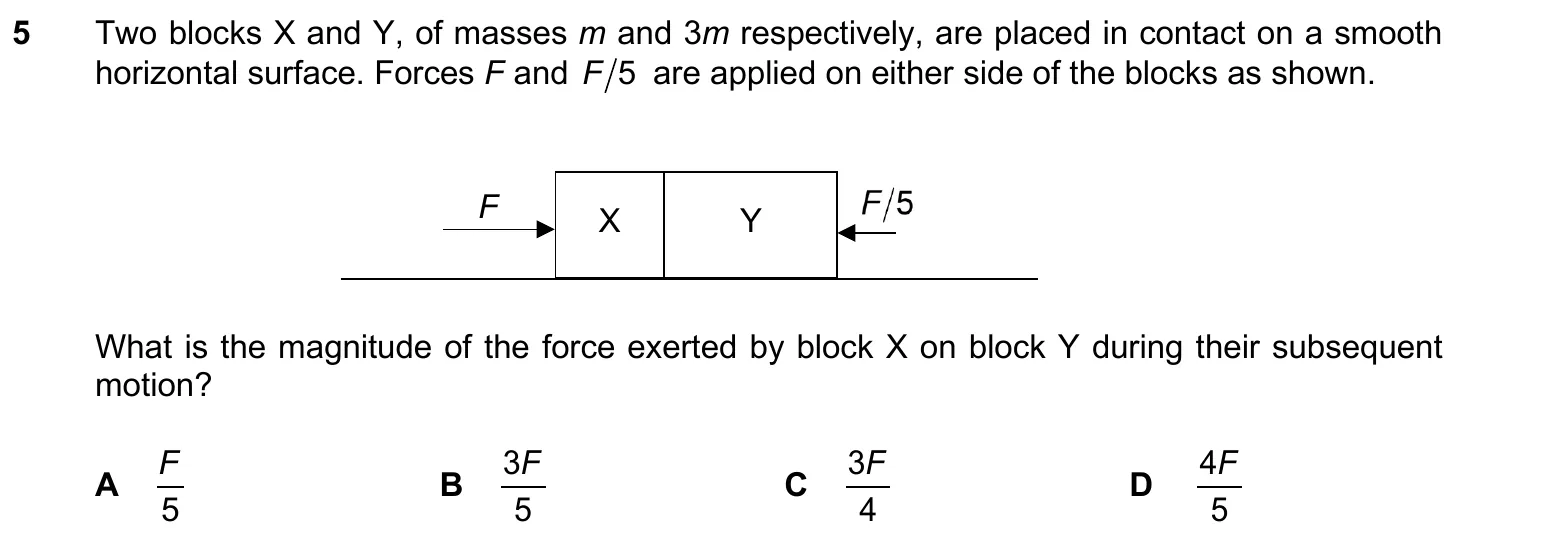 5 Two blocks X and Y, of masses m and 3m respectively, are placed in contact on a smooth
horizontal surface. Forces F and F/5 are applied on either side of the blocks as shown.
F X Y F/5
What is the magnitude of the force exerted by block X on block Y during their subsequent
motion?
A F/5 B 3F/5 C 3F/4 D 4F/5